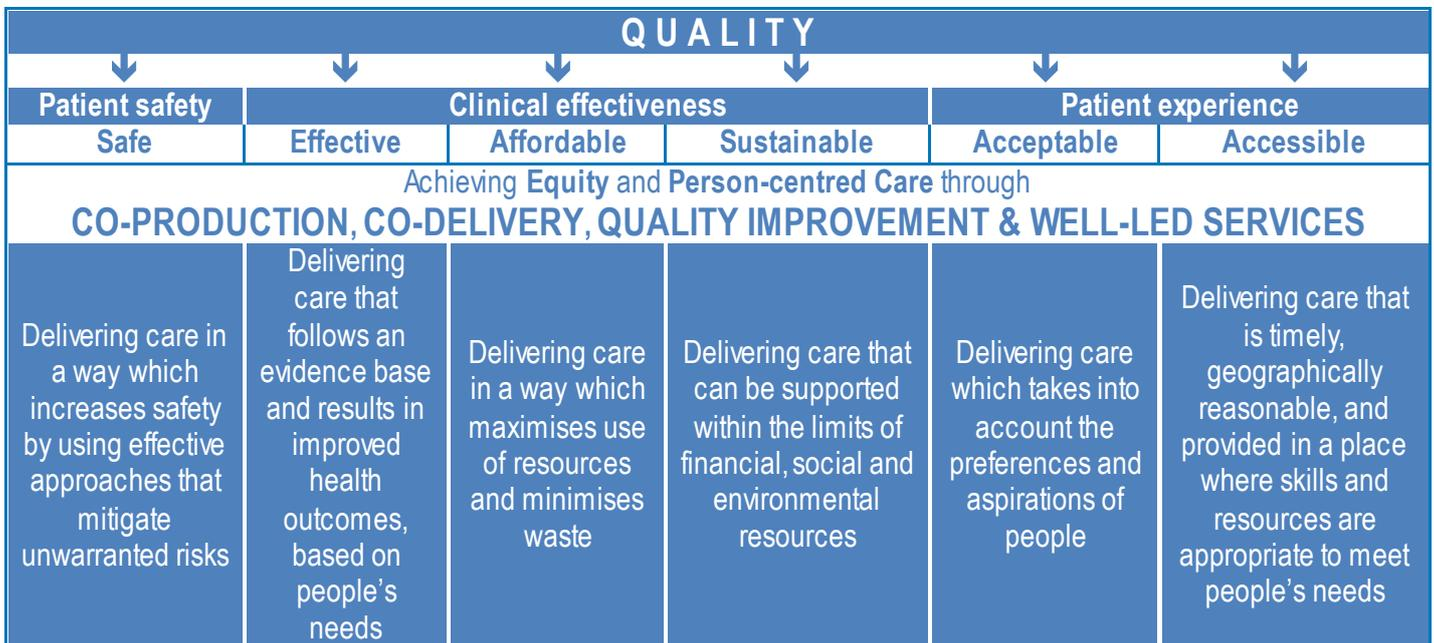 QUALITY
Patient safety
Clinical effectiveness
Patient experience
Safe
Effective
Affordable
Sustainable
Acceptable
Accessible
Achieving Equity and Person-centred Care through
CO-PRODUCTION, CO-DELIVERY, QUALITY IMPROVEMENT & WELL-LED SERVICES
Delivering care in
a way which
increases safety
by using effective
approaches that
mitigate
unwarranted risks
Delivering
care that
follows an
evidence base
and results in
improved
health
outcomes,
based on
people's
needs
Delivering care
in a way which
maximises use
of resources
and minimises
waste
Delivering care that
can be supported
within the limits of
financial, social and
environmental
resources
Delivering care
which takes into
account the
preferences and
aspirations of
people
Delivering care that
is timely,
geographically
reasonable, and
provided in a place
where skills and
resources are
appropriate to meet
people's needs